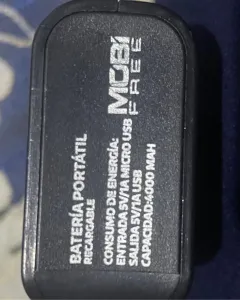 BATERÍA PORTÁTIL
RECARGABLE
CONSUMO DE ENERGÍA:
ENTRADA 5V/1A MICRO USB
SALIDA 5V/1A USB
CAPACIDAD:4000 MAH
MOBI
FREE